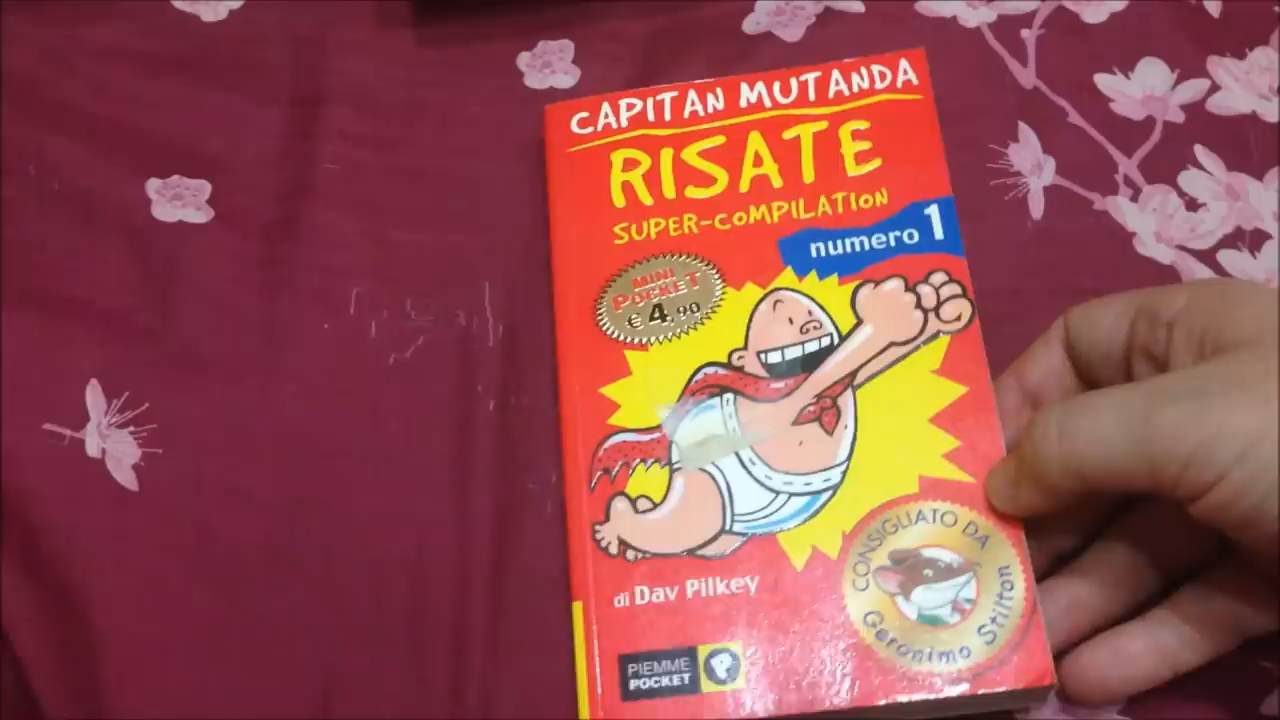 CAPITAN MUTANDA
RISATE
SUPER-COMPILATION
numero 1
MINI
POCKET
€ 4,90
di Dav Pilkey
CONSIGLIATO DA
Geronimo Stilton
PIEMME
POCKET
P